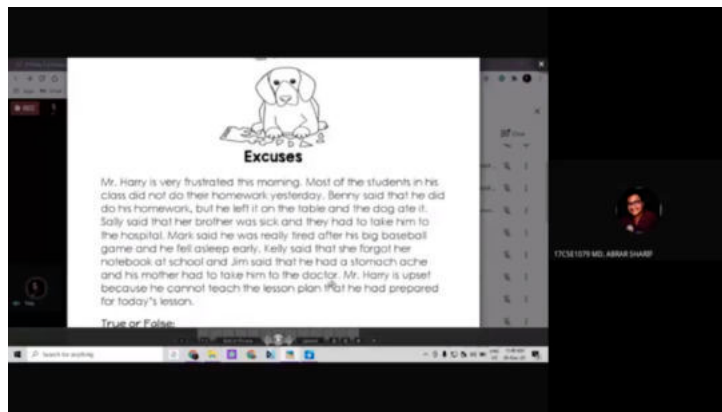 Excuses
Mr. Harry is very frustrated this morning. Most of the students in his
class did not do their homework yesterday. Benny said that he did
do his homework, but he left it on the table and the dog ate it.
Sally said that her brother was sick and they had to take him to
the hospital. Mark said he was really tired after his big baseball
game and he fell asleep early. Kelly said that she forgot her
notebook at school and Jim said that he had a stomach ache
and his mother had to take him to the doctor. Mr. Harry is upset
because he cannot teach the lesson plan that he had prepared
for today's lesson.
True or False:
17CSE1079 MD. ABRAR SHARIF
Search for anything